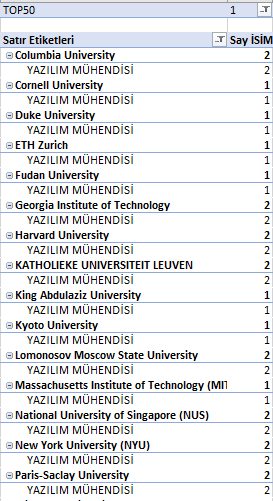 TOP50 1
Satır Etiketleri Say İSİM
Columbia University 2
YAZILIM MÜHENDİSİ 2
Cornell University 1
YAZILIM MÜHENDİSİ 1
Duke University 1
YAZILIM MÜHENDİSİ 1
ETH Zurich 1
YAZILIM MÜHENDİSİ 1
Fudan University 1
YAZILIM MÜHENDİSİ 1
Georgia Institute of Technology 2
YAZILIM MÜHENDİSİ 2
Harvard University 2
YAZILIM MÜHENDİSİ 2
KATHOLIEKE UNIVERSITEIT LEUVEN 2
YAZILIM MÜHENDİSİ 2
King Abdulaziz University 1
YAZILIM MÜHENDİSİ 1
Kyoto University 1
YAZILIM MÜHENDİSİ 1
Lomonosov Moscow State University 2
YAZILIM MÜHENDİSİ 2
Massachusetts Institute of Technology (MIT 1
YAZILIM MÜHENDİSİ 1
National University of Singapore (NUS) 2
YAZILIM MÜHENDİSİ 2
New York University (NYU) 2
YAZILIM MÜHENDİSİ 2
Paris-Saclay University 2
YAZILIM MÜHENDİSİ 2